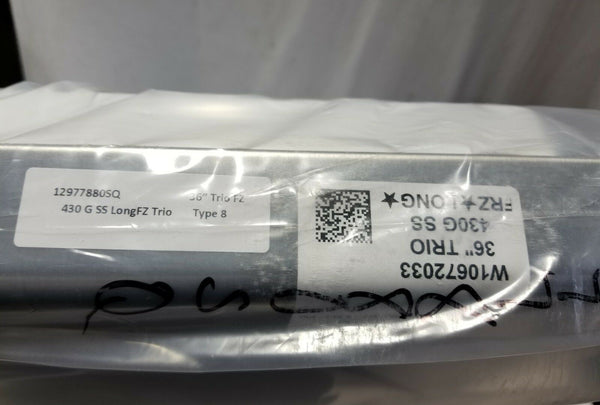 12977880SQ 36" Trio FZ
430 G SS LongFZ Trio Type 8
W10672033
36" TRIO
430G SS
FRZ★LONG★